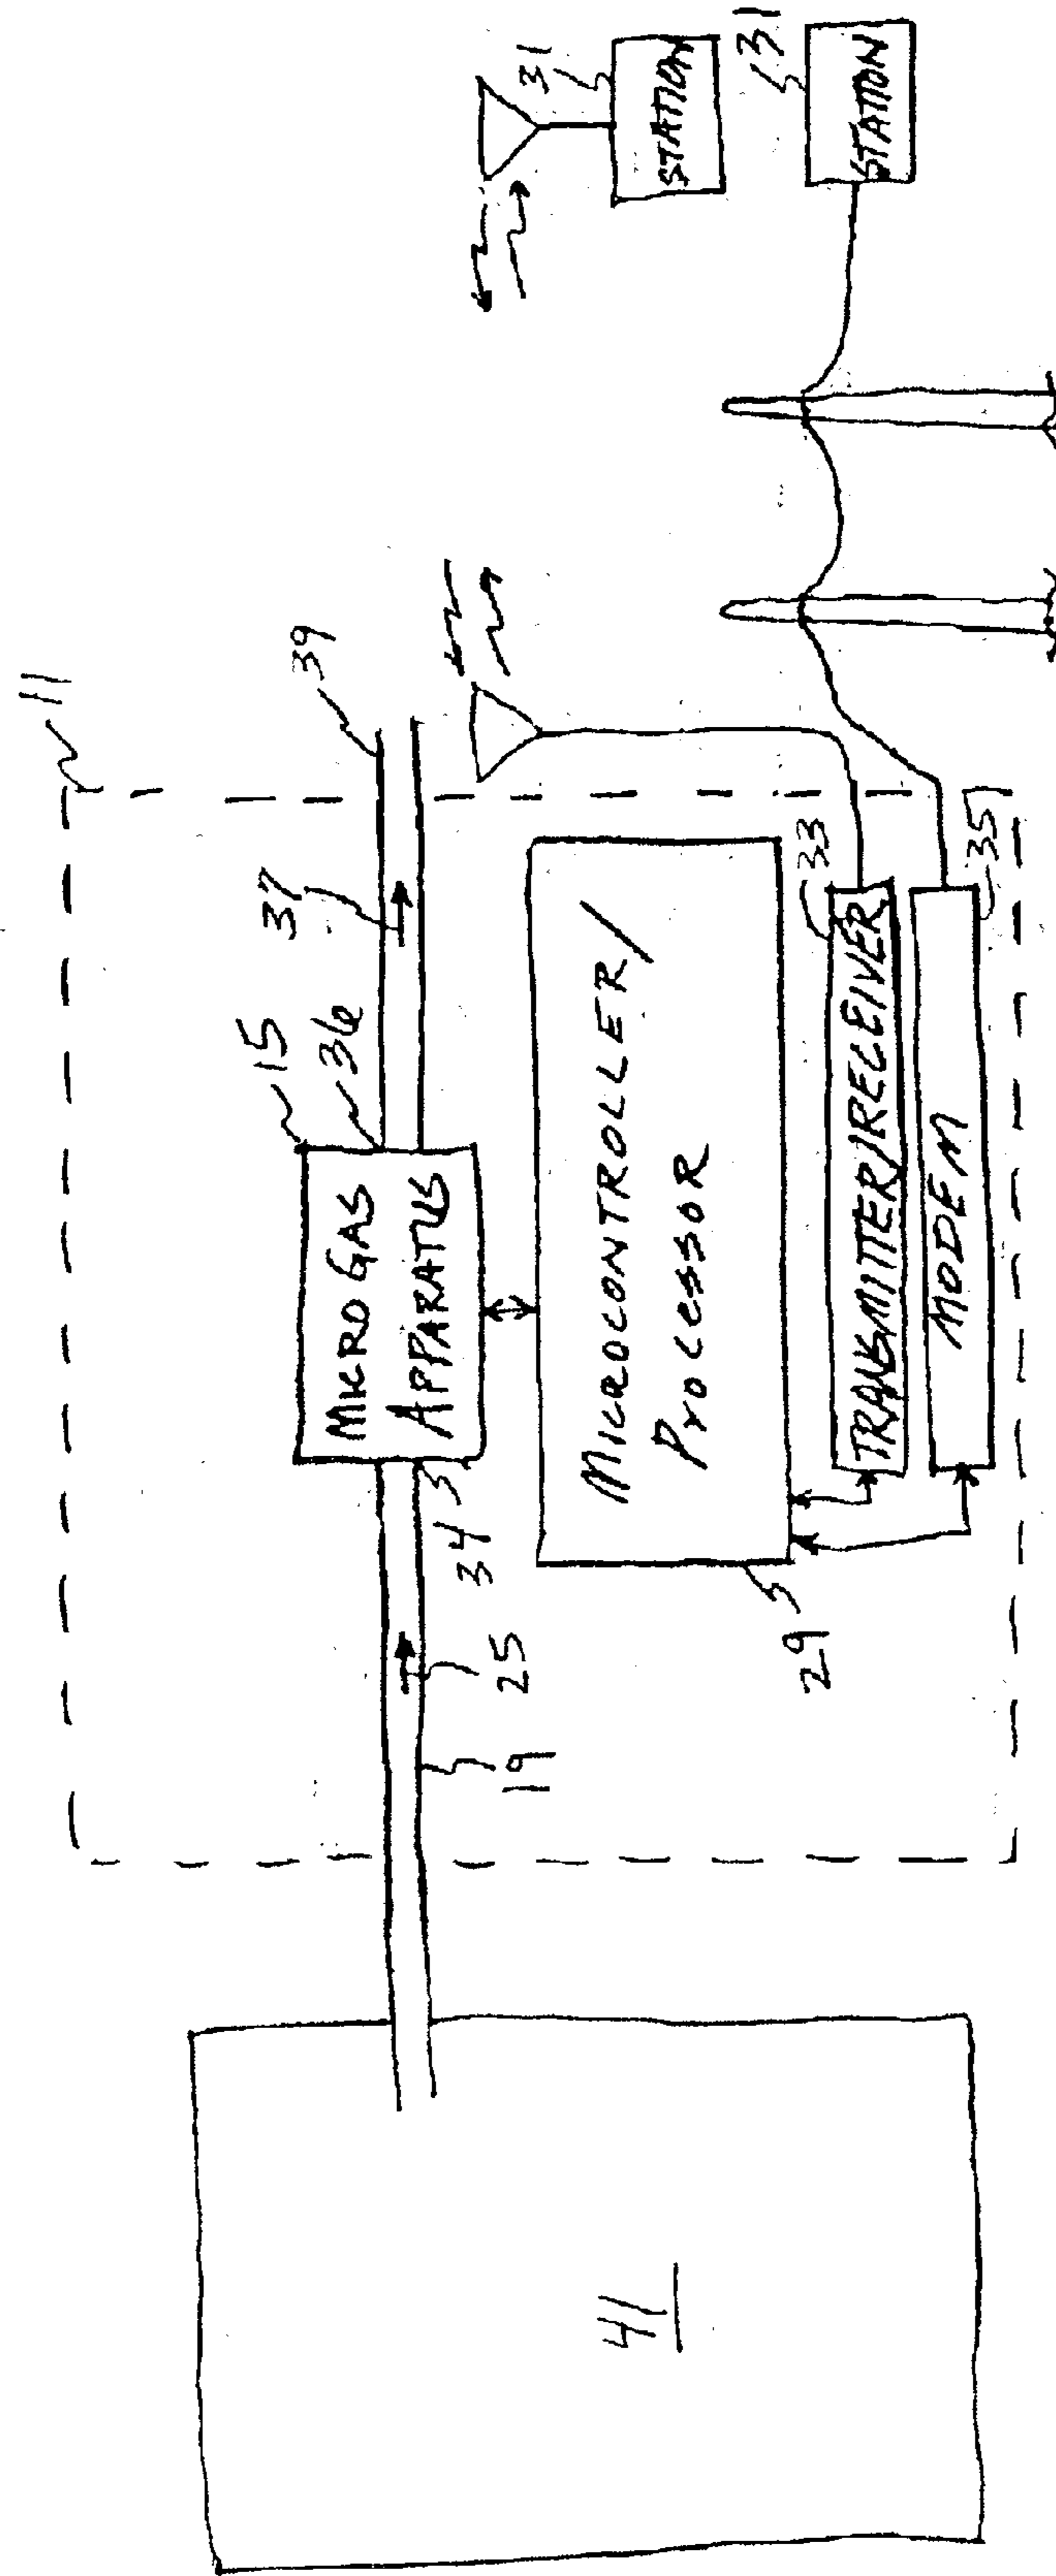 11
15
36
37
39
MICRO GAS
APPARATUS
34
25
19
MICROCONTROLLER/
PROCESSOR
29
33
TRANSMITTER/RECEIVER
MODEM
35
31
STATION
31
STATION
41